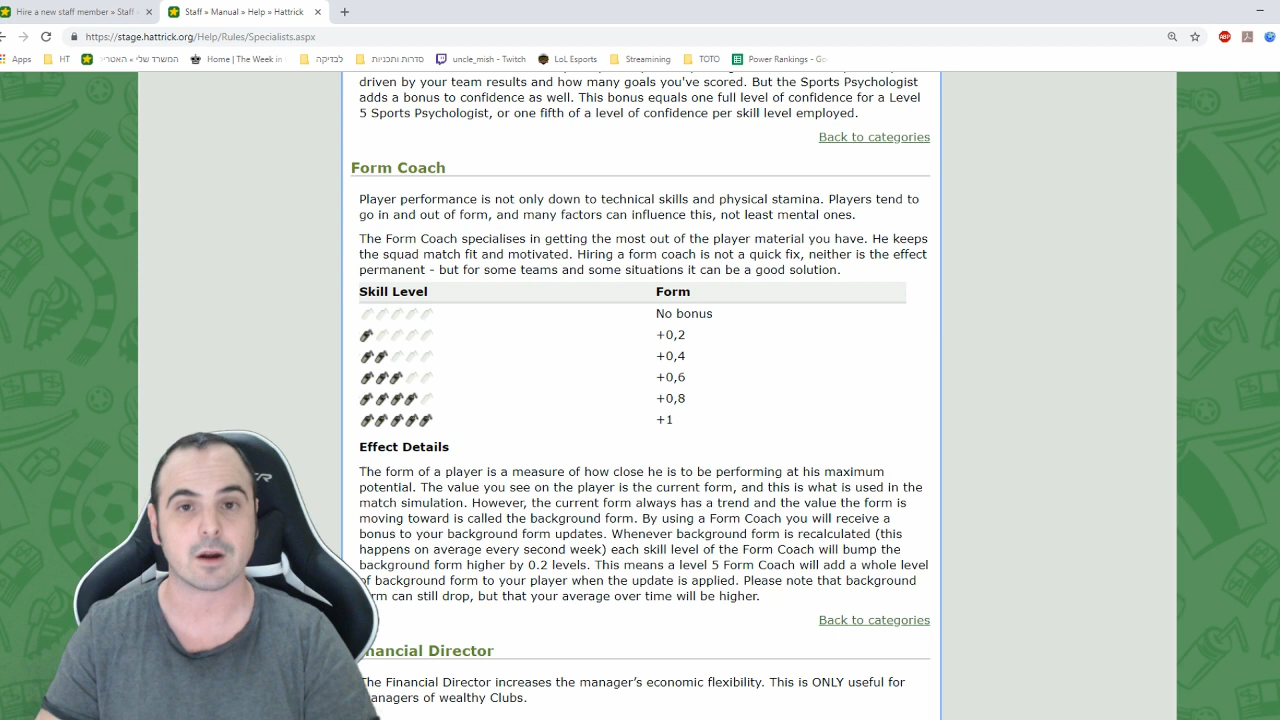 Hire a new staff member » Staff
Staff » Manual » Help » Hattrick
https://stage.hattrick.org/Help/Rules/Specialists.aspx
Apps
HT
המשרד שלי » האטריק
Home | The Week in
לבדיקה
סדרות ותכניות
uncle_mish - Twitch
LoL Esports
Streamining
TOTO
Power Rankings - Go
driven by your team results and how many goals you've scored. But the Sports Psychologist
adds a bonus to confidence as well. This bonus equals one full level of confidence for a Level
5 Sports Psychologist, or one fifth of a level of confidence per skill level employed.
Back to categories
Form Coach
Player performance is not only down to technical skills and physical stamina. Players tend to
go in and out of form, and many factors can influence this, not least mental ones.
The Form Coach specialises in getting the most out of the player material you have. He keeps
the squad match fit and motivated. Hiring a form coach is not a quick fix, neither is the effect
permanent - but for some teams and some situations it can be a good solution.
Skill Level Form
No bonus
+0,2
+0,4
+0,6
+0,8
+1
Effect Details
The form of a player is a measure of how close he is to be performing at his maximum
potential. The value you see on the player is the current form, and this is what is used in the
match simulation. However, the current form always has a trend and the value the form is
moving toward is called the background form. By using a Form Coach you will receive a
bonus to your background form updates. Whenever background form is recalculated (this
happens on average every second week) each skill level of the Form Coach will bump the
background form higher by 0.2 levels. This means a level 5 Form Coach will add a whole level
of background form to your player when the update is applied. Please note that background
rm can still drop, but that your average over time will be higher.
Back to categories
nancial Director
The Financial Director increases the manager's economic flexibility. This is ONLY useful for
anagers of wealthy Clubs.